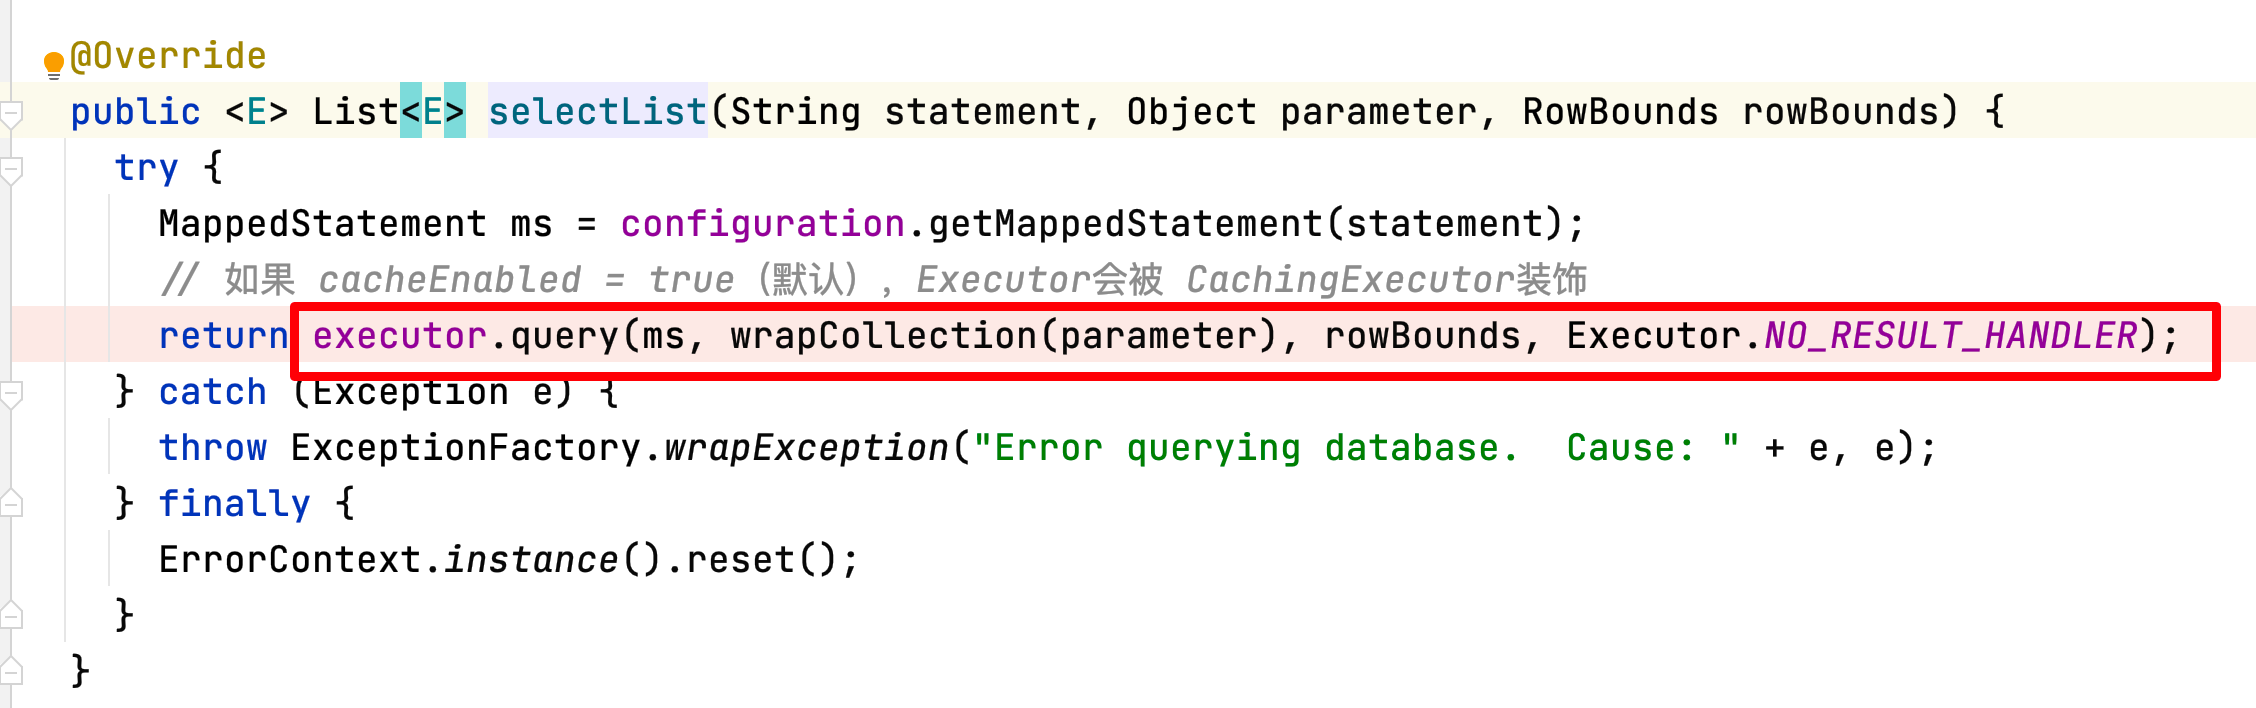 @Override
public <E> List<E> selectList(String statement, Object parameter, RowBounds rowBounds) {
try {
MappedStatement ms = configuration.getMappedStatement(statement);
// 如果 cacheEnabled = true（默认），Executor会被 CachingExecutor装饰
return executor.query(ms, wrapCollection(parameter), rowBounds, Executor.NO_RESULT_HANDLER);
} catch (Exception e) {
throw ExceptionFactory.wrapException("Error querying database.  Cause: " + e, e);
} finally {
ErrorContext.instance().reset();
}
}